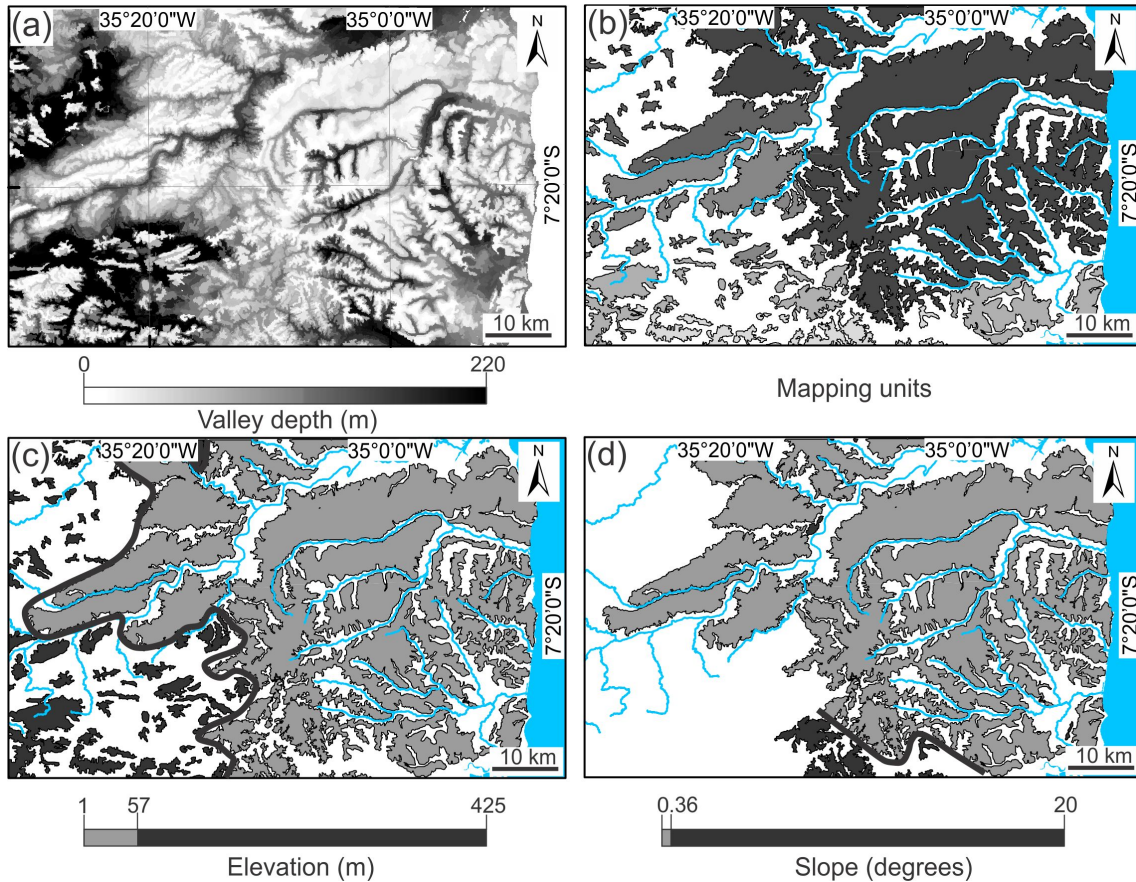 (a)
35°20'0"W
35°0'0"W
N
7°20'0"S
10 km
0
220
Valley depth (m)
(b)
35°20'0"W
35°0'0"W
N
7°20'0"S
10 km
Mapping units
(c)
35°20'0"W
35°0'0"W
N
7°20'0"S
10 km
1
57
425
Elevation (m)
(d)
35°20'0"W
35°0'0"W
N
7°20'0"S
10 km
0.36
20
Slope (degrees)